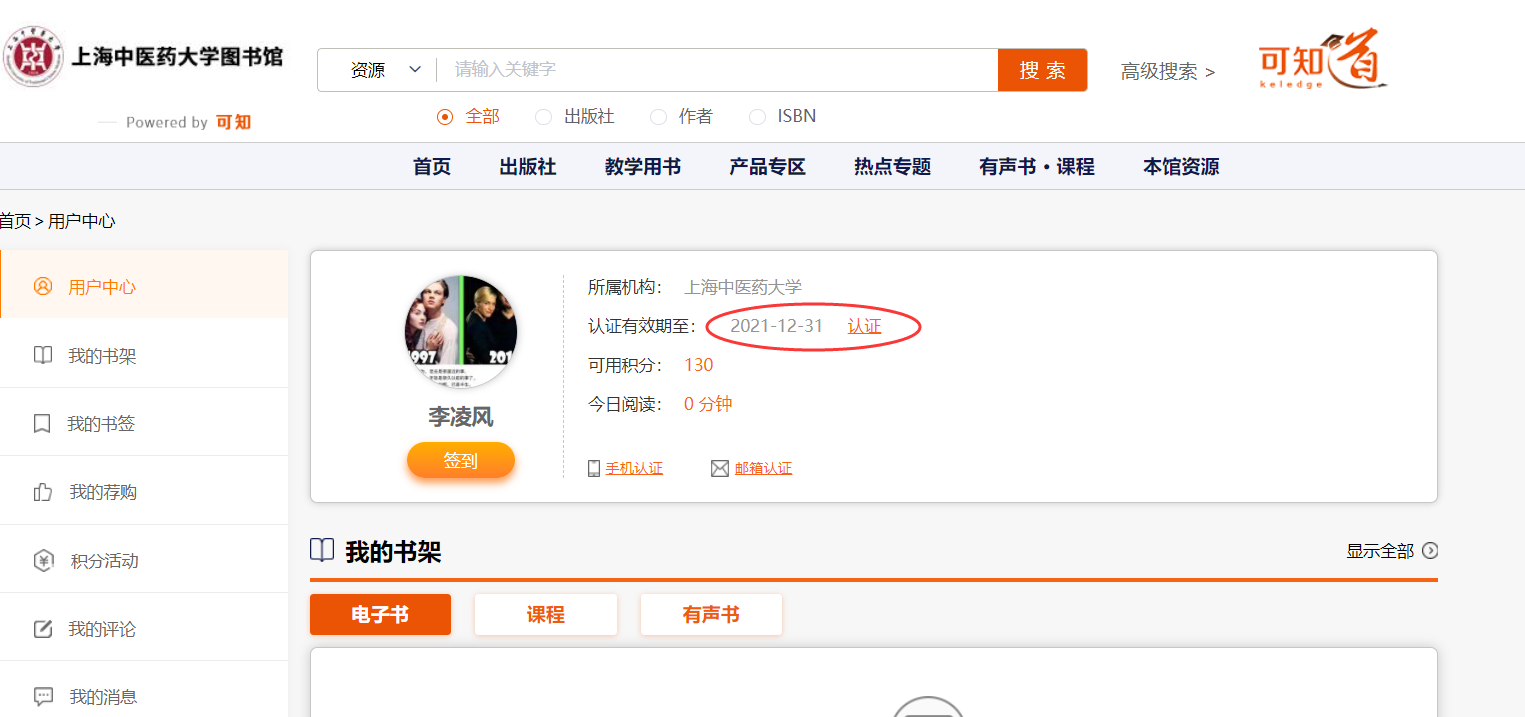 上海中医药大学图书馆
资源 请输入关键字 搜索 高级搜索 >
可知道
keledge
Powered by 可知
全部 出版社 作者 ISBN
首页 出版社 教学用书 产品专区 热点专题 有声书·课程 本馆资源
首页 > 用户中心
用户中心
我的书架
我的书签
我的荐购
积分活动
我的评论
我的消息
1997 201
李凌风
签到
所属机构： 上海中医药大学
认证有效期至： 2021-12-31 认证
可用积分： 130
今日阅读： 0 分钟
手机认证 邮箱认证
我的书架 显示全部
电子书 课程 有声书